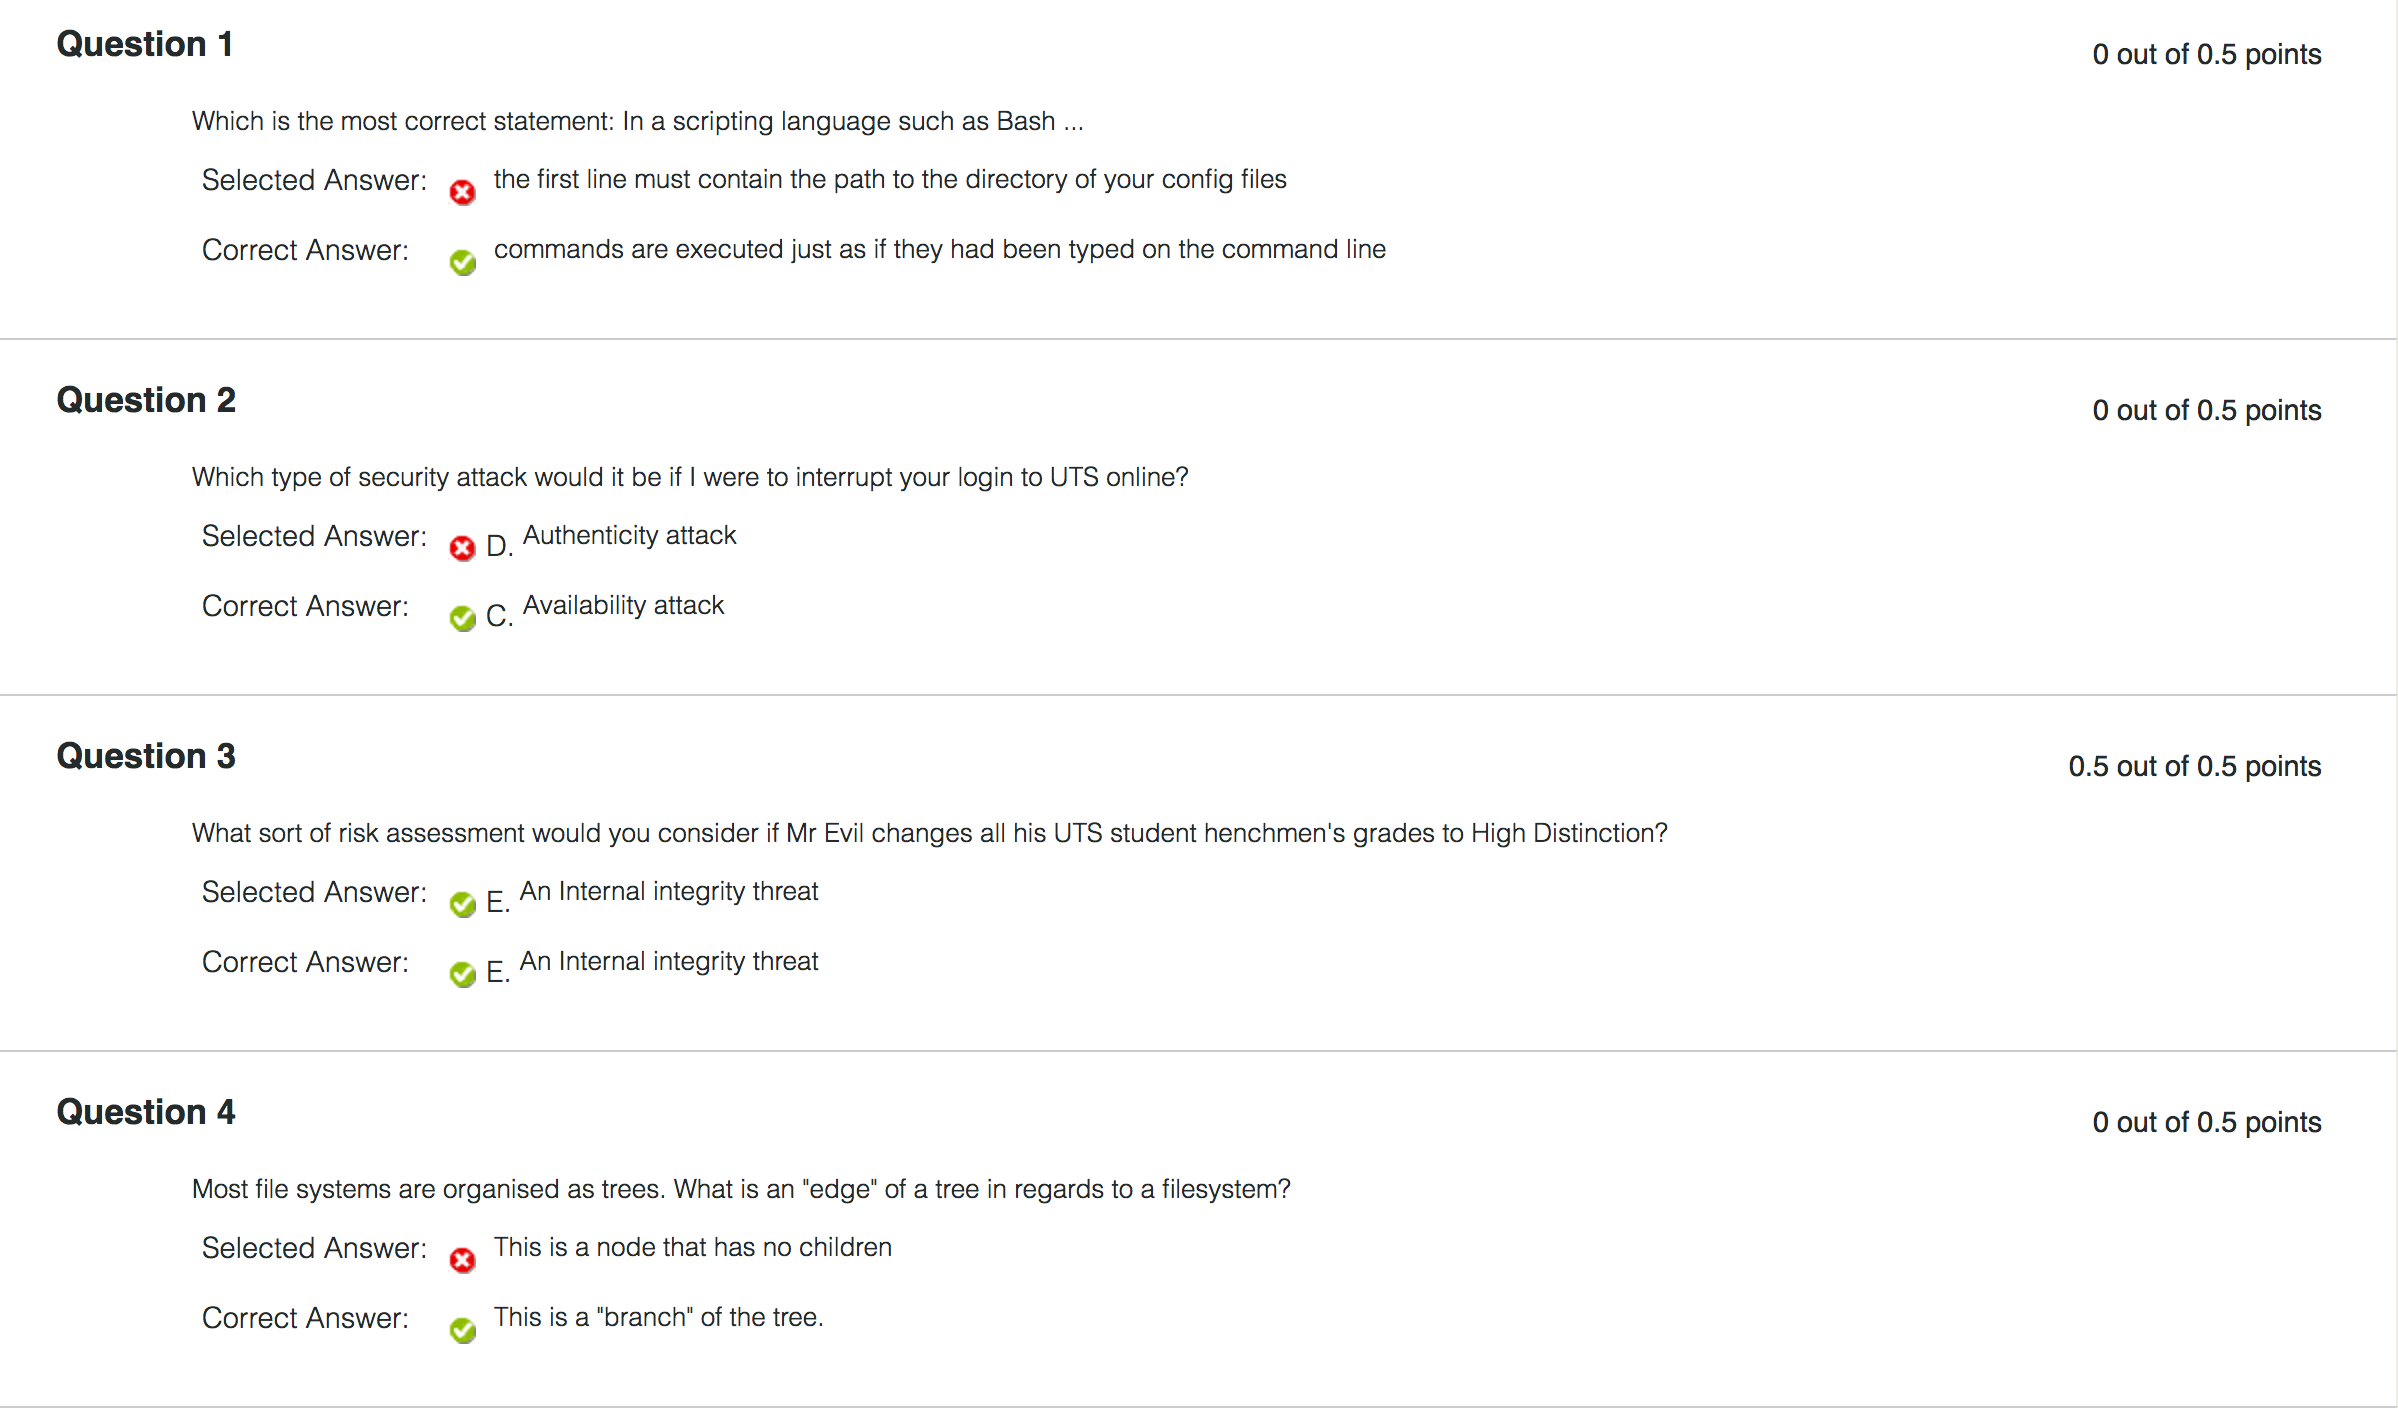 Question 1
0 out of 0.5 points
Which is the most correct statement: In a scripting language such as Bash ...
Selected Answer: the first line must contain the path to the directory of your config files
Correct Answer: commands are executed just as if they had been typed on the command line
Question 2
0 out of 0.5 points
Which type of security attack would it be if I were to interrupt your login to UTS online?
Selected Answer: D. Authenticity attack
Correct Answer: C. Availability attack
Question 3
0.5 out of 0.5 points
What sort of risk assessment would you consider if Mr Evil changes all his UTS student henchmen's grades to High Distinction?
Selected Answer: E. An Internal integrity threat
Correct Answer: E. An Internal integrity threat
Question 4
0 out of 0.5 points
Most file systems are organised as trees. What is an "edge" of a tree in regards to a filesystem?
Selected Answer: This is a node that has no children
Correct Answer: This is a "branch" of the tree.